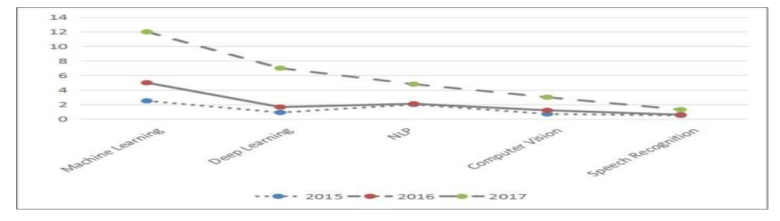 14
12
10
8
6
4
2
0
Machine Learning
Deep Learning
NLP
Computer Vision
Speech Recognition
2015 2016 2017